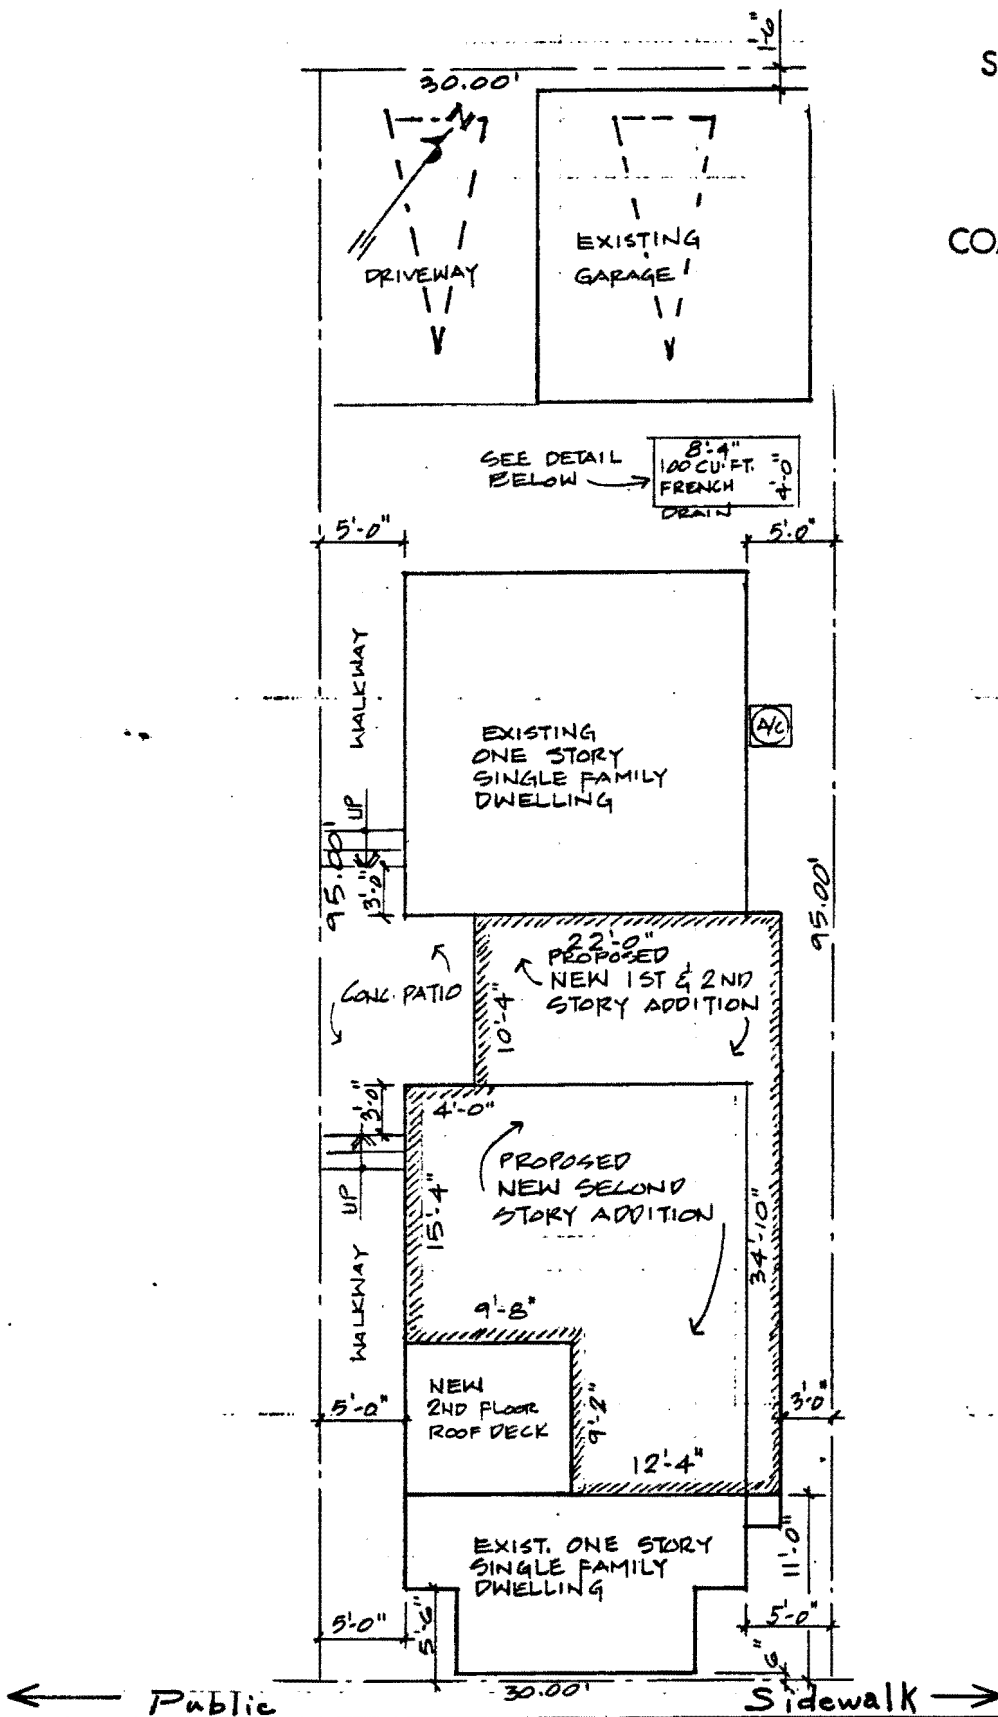 1'-6"
S
30.00'
N
EXISTING
GARAGE
DRIVEWAY
COA
SEE DETAIL
BELOW
8'-4"
100 CU. FT.
FRENCH
DRAIN
4'-0"
5'-0"
5'-0"
WALKWAY
A/C
EXISTING
ONE STORY
SINGLE FAMILY
DWELLING
UP
95.00'
3'-0"
95.00'
22'-0"
PROPOSED
NEW 1ST & 2ND
STORY ADDITION
CONC. PATIO
10'-4"
3'-0"
4'-0"
PROPOSED
NEW SECOND
STORY ADDITION
UP
15'-4"
34'-10"
WALKWAY
9'-8"
NEW
2ND FLOOR
ROOF DECK
5'-0"
9'-2"
3'-0"
12'-4"
EXIST. ONE STORY
SINGLE FAMILY
DWELLING
11'-0"
5'-0"
5'-6"
5'-0"
6"
30.00'
Public
Sidewalk